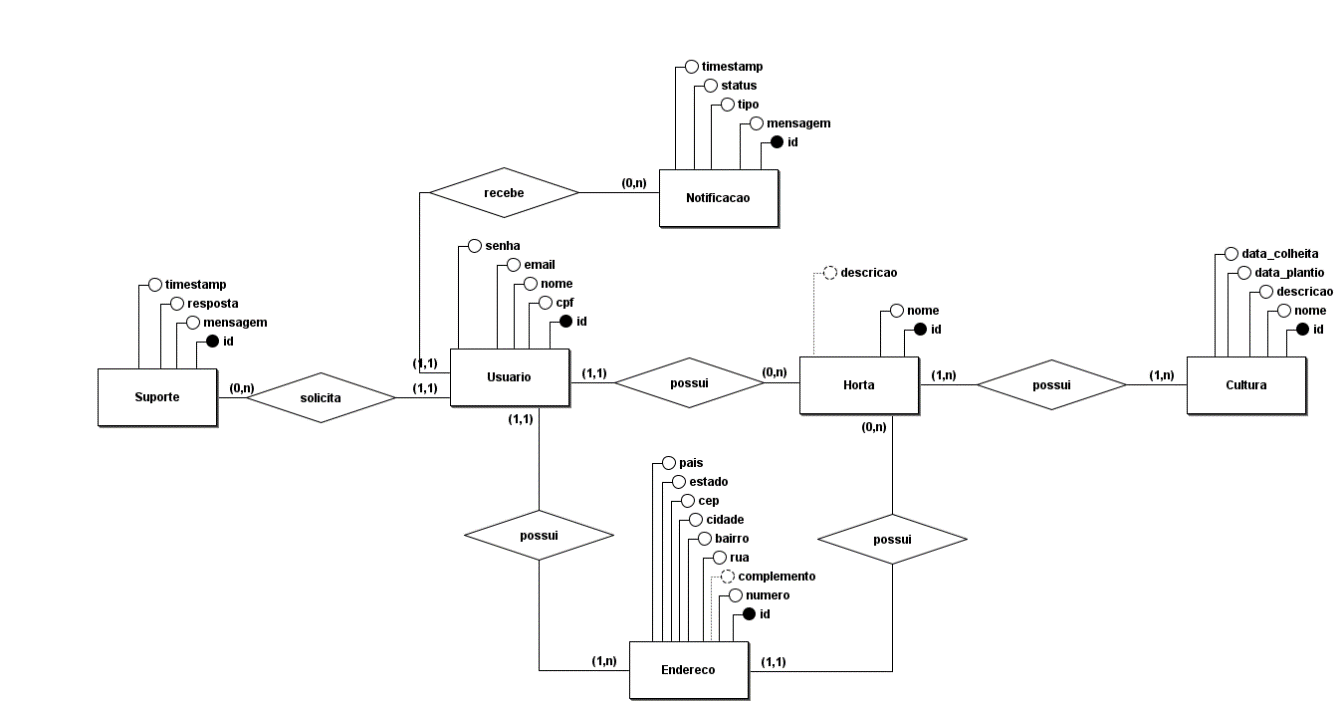 timestamp
status
tipo
mensagem
id
Notificacao
recebe
(0,n)
(1,1)
senha
email
nome
cpf
id
Usuario
timestamp
resposta
mensagem
id
Suporte
(0,n)
solicita
(1,1)
(1,1)
possui
(0,n)
descricao
nome
id
Horta
(1,n)
possui
(1,n)
data_colheita
data_plantio
descricao
nome
id
Cultura
(1,1)
possui
(1,n)
pais
estado
cep
cidade
bairro
rua
complemento
numero
id
Endereco
(0,n)
possui
(1,1)